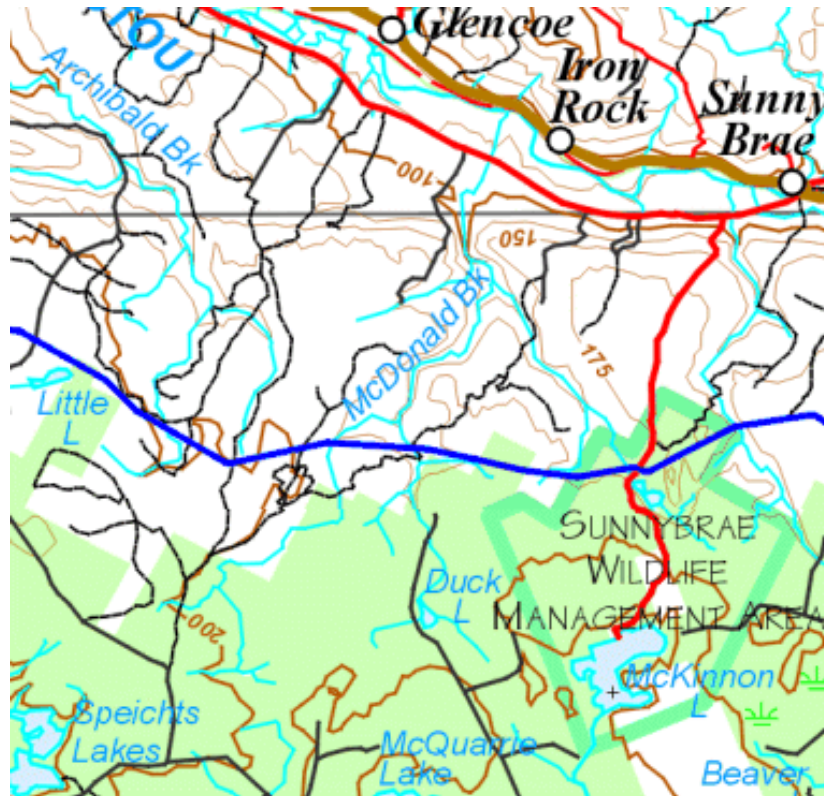 Glencoe
Iron
Rock
Sunny
Brae
Archibald Bk
100
150
McDonald Bk
175
Little
L
SUNNYBRAE
WILDLIFE
MANAGEMENT AREA
Duck
L
200
McKinnon
L
Speichts
Lakes
McQuarrie
Lake
Beaver